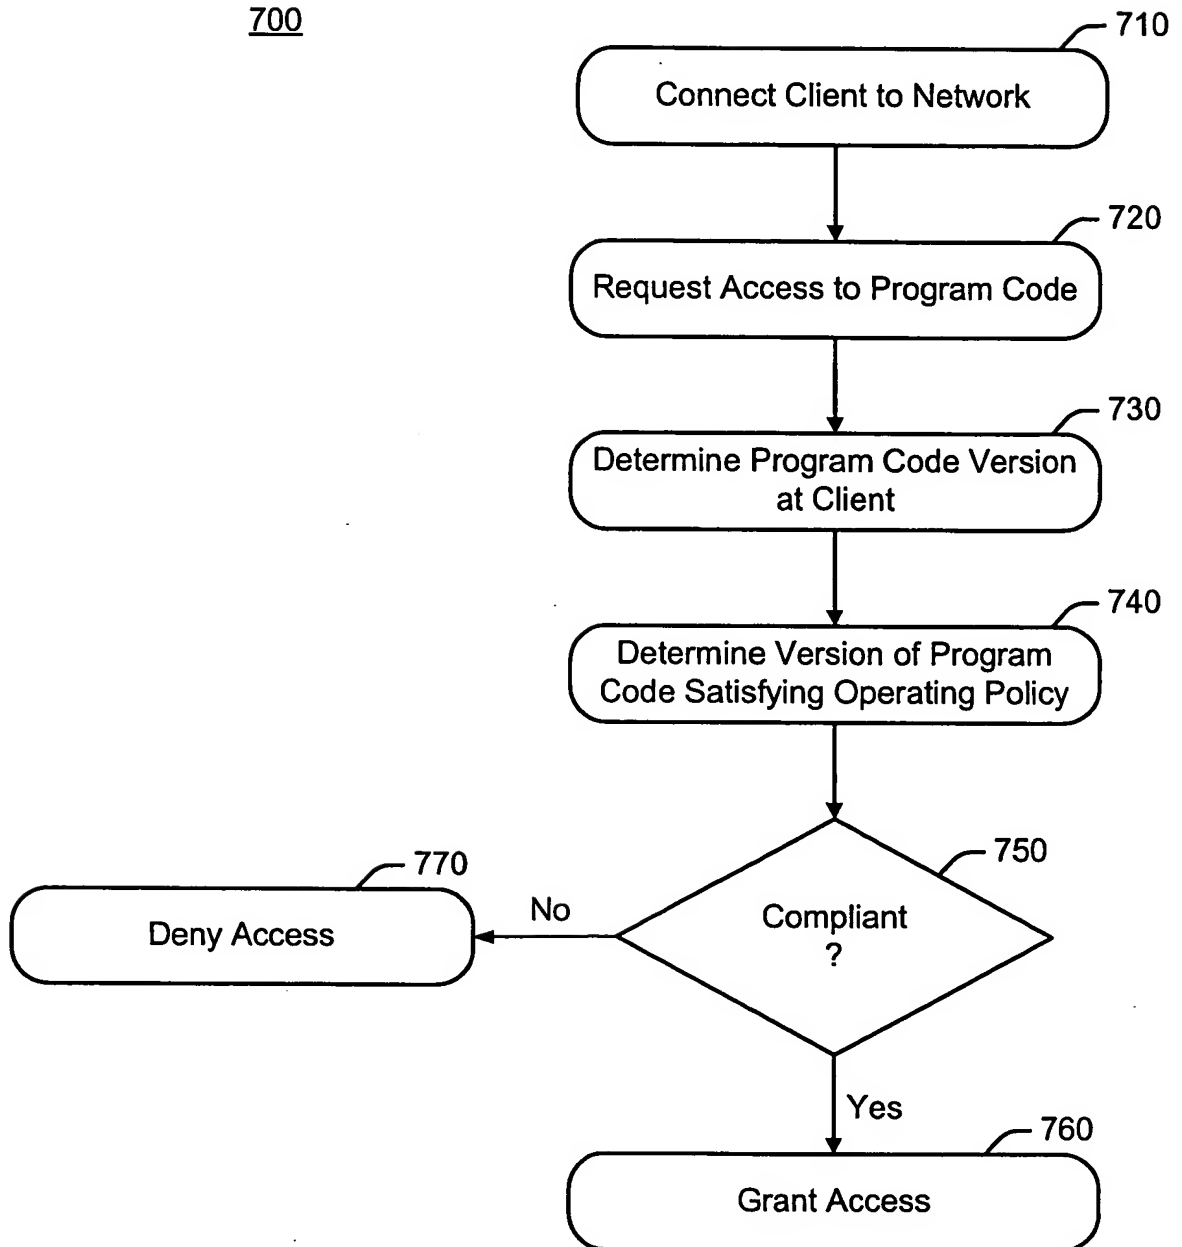 700
710
Connect Client to Network
720
Request Access to Program Code
730
Determine Program Code Version
at Client
740
Determine Version of Program
Code Satisfying Operating Policy
750
Compliant
?
770
No
Deny Access
Yes
760
Grant Access